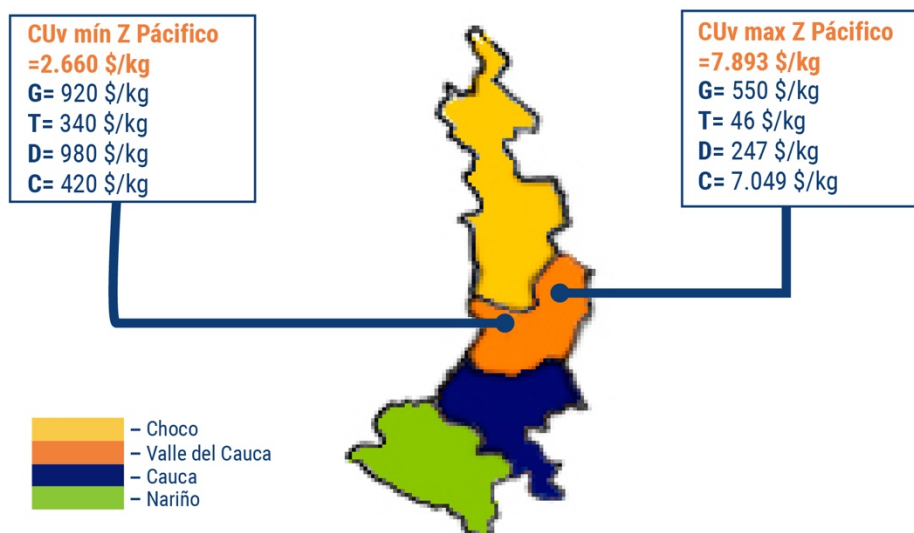 CUv mín Z Pácifico
=2.660 $/kg
G= 920 $/kg
T= 340 $/kg
D= 980 $/kg
C= 420 $/kg
CUv max Z Pácifico
=7.893 $/kg
G= 550 $/kg
T= 46 $/kg
D= 247 $/kg
C= 7.049 $/kg
– Choco
– Valle del Cauca
– Cauca
– Nariño